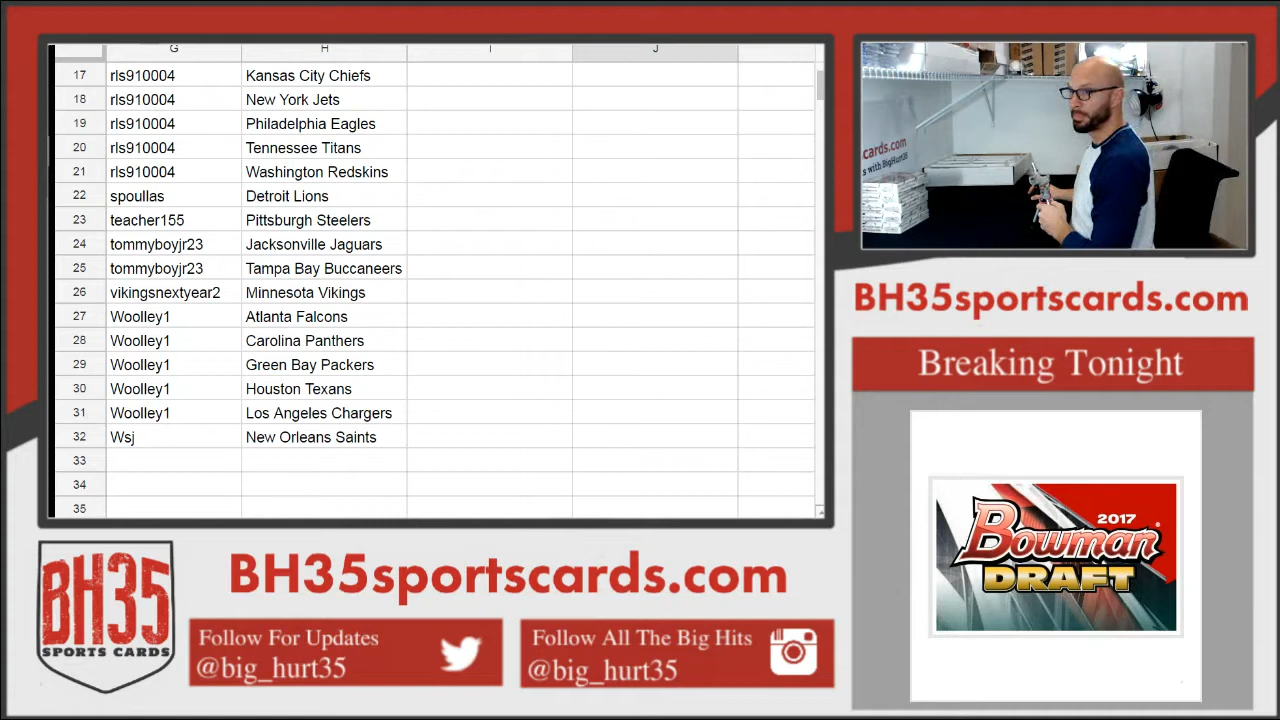 G H I J
17 rls910004 Kansas City Chiefs
18 rls910004 New York Jets
19 rls910004 Philadelphia Eagles
20 rls910004 Tennessee Titans
21 rls910004 Washington Redskins
22 spoullas Detroit Lions
23 teacher155 Pittsburgh Steelers
24 tommyboyjr23 Jacksonville Jaguars
25 tommyboyjr23 Tampa Bay Buccaneers
26 vikingsnextyear2 Minnesota Vikings
27 Woolley1 Atlanta Falcons
28 Woolley1 Carolina Panthers
29 Woolley1 Green Bay Packers
30 Woolley1 Houston Texans
31 Woolley1 Los Angeles Chargers
32 Wsj New Orleans Saints
33
34
35
cards.com
s with BigHurt35
BH35sportscards.com
Breaking Tonight
2017
Bowman
DRAFT
BH35
SPORTS CARDS
BH35sportscards.com
Follow For Updates
@big_hurt35
Follow All The Big Hits
@big_hurt35